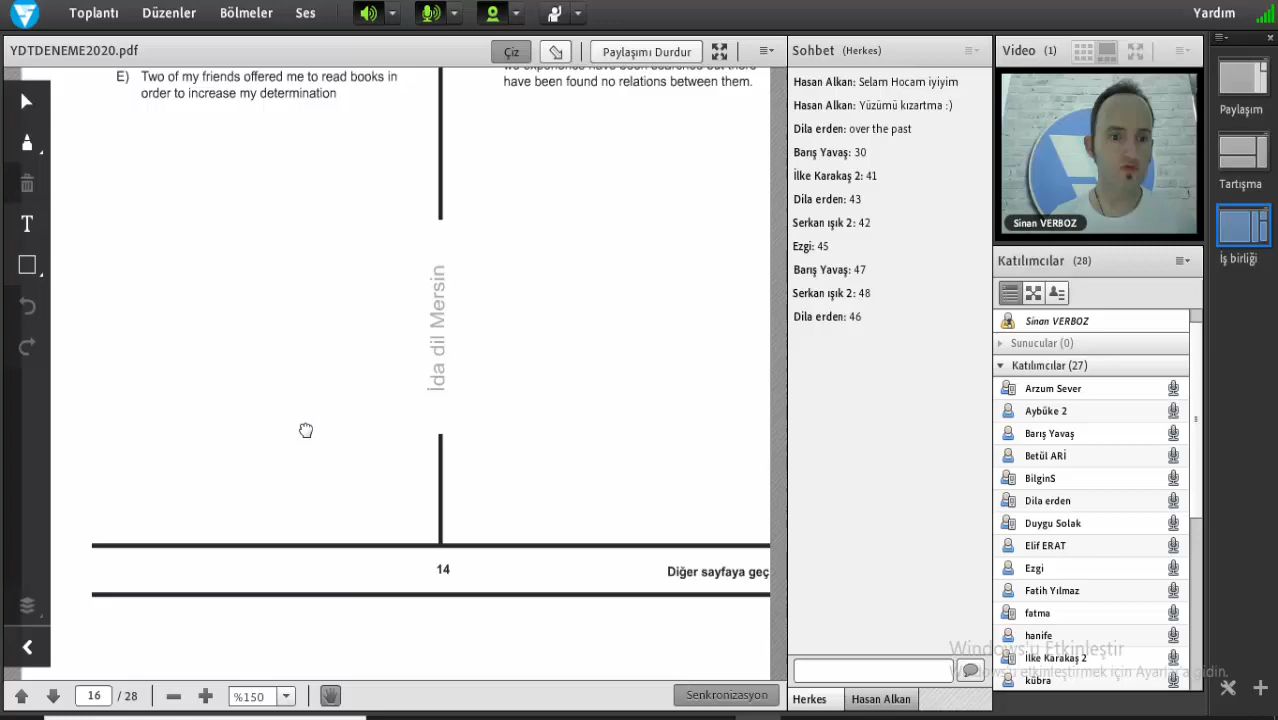 Toplantı Düzenler Bölmeler Ses Yardım
YDTDENEME2020.pdf Çiz Paylaşımı Durdur
E) Two of my friends offered me to read books in
order to increase my determination
have been found no relations between them.
İda dil Mersin
14
Diğer sayfaya geç
16 / 28 %150 Senkronizasyon
Sohbet (Herkes)
Hasan Alkan: Selam Hocam iyiyim
Hasan Alkan: Yüzümü kızartma :)
Dila erden: over the past
Barış Yavaş: 30
İlke Karakaş 2: 41
Dila erden: 43
Serkan ışık 2: 42
Ezgi: 45
Barış Yavaş: 47
Serkan ışık 2: 48
Dila erden: 46
Herkes Hasan Alkan
Video (1)
Sinan VERBOZ
Katılımcılar (28)
Sinan VERBOZ
Sunucular (0)
Katılımcılar (27)
Arzum Sever
Aybüke 2
Barış Yavaş
Betül ARİ
BilginS
Dila erden
Duygu Solak
Elif ERAT
Ezgi
Fatih Yılmaz
fatma
hanife
İlke Karakaş 2
kübra
Paylaşım
Tartışma
İş birliği
Windows'u Etkinleştir
Windows'u etkinleştirmek için Ayarlar'a gidin.